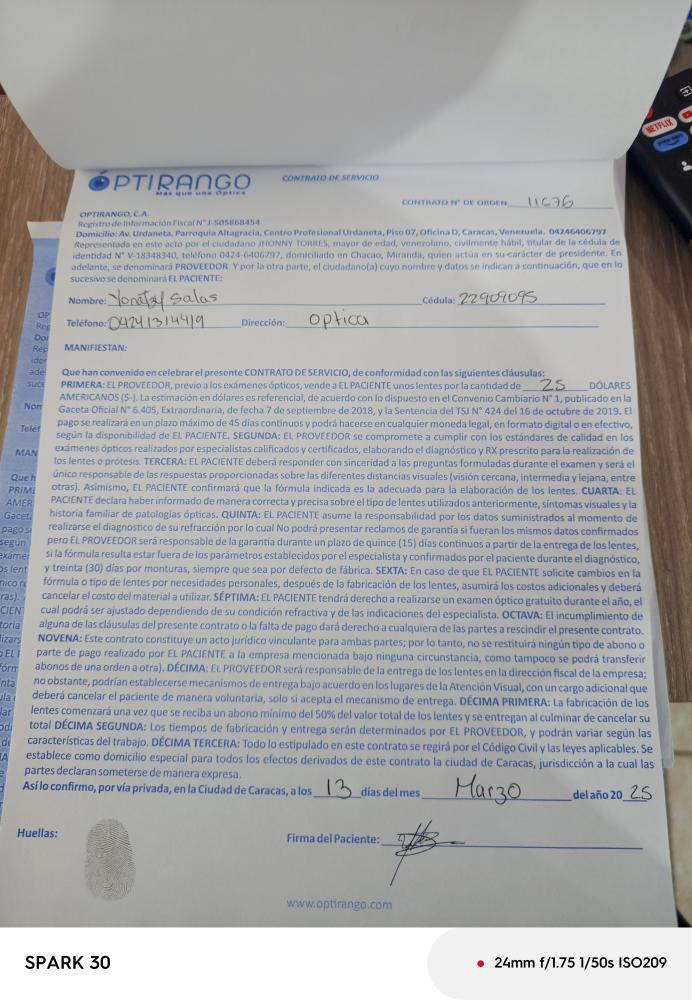 OPTIRANGO
Más que una Óptica
CONTRATO DE SERVICIO
CONTRATO N° DE ORDEN 11676
OPTIRANGO, C.A.
Registro de Información Fiscal N° J-505868454
Domicilio: Av. Urdaneta, Parroquia Altagracia, Centro Profesional Urdaneta, Piso 07, Oficina D, Caracas, Venezuela. 04246406797
Representada en este acto por el ciudadano JHONNY TORRES, mayor de edad, venezolano, civilmente hábil, titular de la cédula de
identidad N° V-18348340, teléfono 0424-6406797, domiciliado en Chacao, Miranda, quien actúa en su carácter de presidente. En
adelante, se denominará PROVEEDOR. Y por la otra parte, el ciudadano(a) cuyo nombre y datos se indican a continuación, que en lo
sucesivo se denominará EL PACIENTE:
Nombre: Salas Cédula: 22909095
Teléfono: 04241314419 Dirección: optica
MANIFIESTAN:
Que han convenido en celebrar el presente CONTRATO DE SERVICIO, de conformidad con las siguientes cláusulas:
PRIMERA: EL PROVEEDOR, previo a los exámenes ópticos, vende a EL PACIENTE unos lentes por la cantidad de 25 DÓLARES
AMERICANOS ($-). La estimación en dólares es referencial, de acuerdo con lo dispuesto en el Convenio Cambiario N° 1, publicado en la
Gaceta Oficial N° 6.405, Extraordinaria, de fecha 7 de septiembre de 2018, y la Sentencia del TSJ N° 424 del 16 de octubre de 2019. El
pago se realizará en un plazo máximo de 45 días continuos y podrá hacerse en cualquier moneda legal, en formato digital o en efectivo,
según la disponibilidad de EL PACIENTE. SEGUNDA: EL PROVEEDOR se compromete a cumplir con los estándares de calidad en los
exámenes ópticos realizados por especialistas calificados y certificados, elaborando el diagnóstico y RX prescrito para la realización de
los lentes o prótesis. TERCERA: EL PACIENTE deberá responder con sinceridad a las preguntas formuladas durante el examen y será el
único responsable de las respuestas proporcionadas sobre las diferentes distancias visuales (visión cercana, intermedia y lejana, entre
otras). Asimismo, EL PACIENTE confirmará que la fórmula indicada es la adecuada para la elaboración de los lentes. CUARTA: EL
PACIENTE declara haber informado de manera correcta y precisa sobre el tipo de lentes utilizados anteriormente, síntomas visuales y la
historia familiar de patologías ópticas. QUINTA: EL PACIENTE asume la responsabilidad por los datos suministrados al momento de
realizarse el diagnostico de su refracción por lo cual No podrá presentar reclamos de garantía si fueran los mismos datos confirmados
pero EL PROVEEDOR será responsable de la garantía durante un plazo de quince (15) días continuos a partir de la entrega de los lentes,
si la fórmula resulta estar fuera de los parámetros establecidos por el especialista y confirmados por el paciente durante el diagnóstico,
y treinta (30) días por monturas, siempre que sea por defecto de fábrica. SEXTA: En caso de que EL PACIENTE solicite cambios en la
fórmula o tipo de lentes por necesidades personales, después de la fabricación de los lentes, asumirá los costos adicionales y deberá
cancelar el costo del material a utilizar. SÉPTIMA: EL PACIENTE tendrá derecho a realizarse un examen óptico gratuito durante el año, el
cual podrá ser ajustado dependiendo de su condición refractiva y de las indicaciones del especialista. OCTAVA: El incumplimiento de
alguna de las cláusulas del presente contrato o la falta de pago dará derecho a cualquiera de las partes a rescindir el presente contrato.
NOVENA: Este contrato constituye un acto jurídico vinculante para ambas partes; por lo tanto, no se restituirá ningún tipo de abono o
parte de pago realizado por EL PACIENTE a la empresa mencionada bajo ninguna circunstancia, como tampoco se podrá transferir
abonos de una orden a otra). DÉCIMA: EL PROVEEDOR será responsable de la entrega de los lentes en la dirección fiscal de la empresa;
no obstante, podrían establecerse mecanismos de entrega bajo acuerdo en los lugares de la Atención Visual, con un cargo adicional que
deberá cancelar el paciente de manera voluntaria, solo si acepta el mecanismo de entrega. DÉCIMA PRIMERA: La fabricación de los
lentes comenzará una vez que se reciba un abono mínimo del 50% del valor total de los lentes y se entregan al culminar de cancelar su
total DÉCIMA SEGUNDA: Los tiempos de fabricación y entrega serán determinados por EL PROVEEDOR, y podrán variar según las
características del trabajo. DÉCIMA TERCERA: Todo lo estipulado en este contrato se regirá por el Código Civil y las leyes aplicables. Se
establece como domicilio especial para todos los efectos derivados de este contrato la ciudad de Caracas, jurisdicción a la cual las
partes declaran someterse de manera expresa.
Así lo confirmo, por vía privada, en la Ciudad de Caracas, a los 13 días del mes Marzo del año 20 25
Huellas:
Firma del Paciente:
www.optirango.com
NETFLIX
SPARK 30
24mm f/1.75 1/50s ISO209